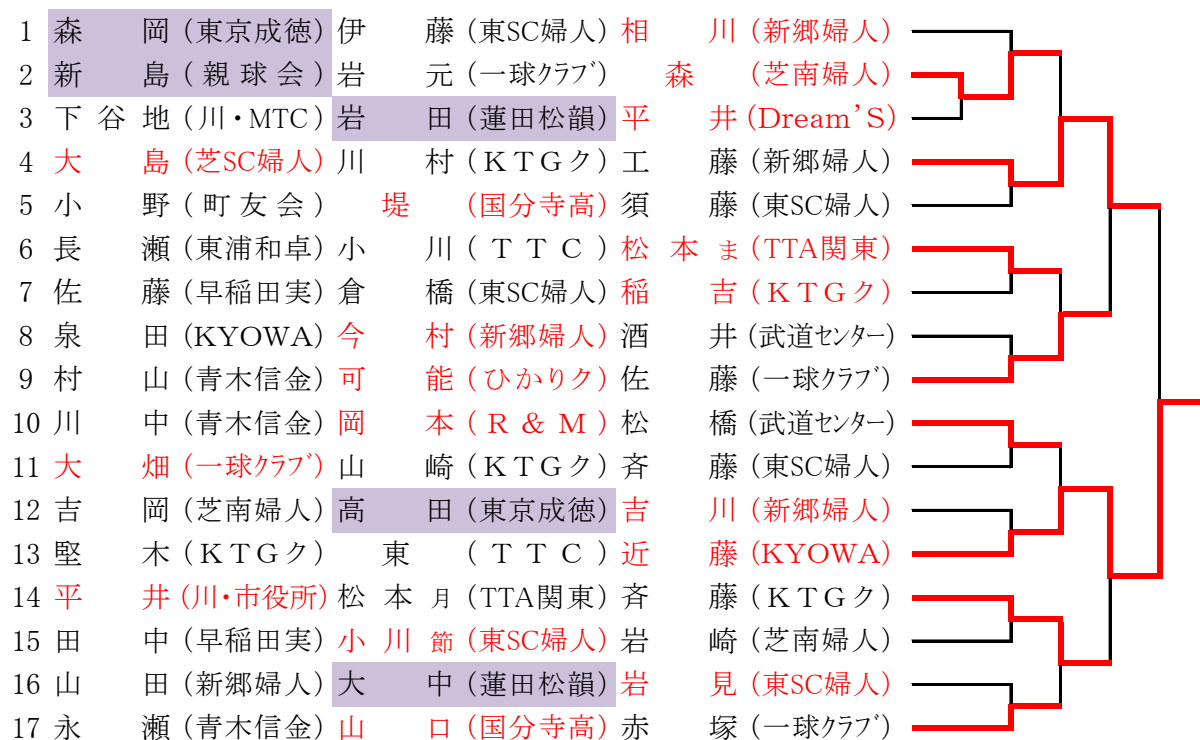 1 森岡(東京成徳) 伊藤(東SC婦人) 相川(新郷婦人)
2 新島(親球会) 岩元(一球クラブ) 森(芝南婦人)
3 下谷地(川・MTC) 岩田(蓮田松韻) 平井(Dream'S)
4 大島(芝SC婦人) 川村(KTGク) 工藤(新郷婦人)
5 小野(町友会) 堤(国分寺高) 須藤(東SC婦人)
6 長瀬(東浦和卓) 小川(TTC) 松本ま(TTA関東)
7 佐藤(早稲田実) 倉橋(東SC婦人) 稲吉(KTGク)
8 泉田(KYOWA) 今村(新郷婦人) 酒井(武道センター)
9 村山(青木信金) 可能(ひかりク) 佐藤(一球クラブ)
10 川中(青木信金) 岡本(R&M) 松橋(武道センター)
11 大畑(一球クラブ) 山崎(KTGク) 斉藤(東SC婦人)
12 吉岡(芝南婦人) 高田(東京成徳) 吉川(新郷婦人)
13 堅木(KTGク) 東(TTC) 近藤(KYOWA)
14 平井(川・市役所) 松本月(TTA関東) 斉藤(KTGク)
15 田中(早稲田実) 小川節(東SC婦人) 岩崎(芝南婦人)
16 山田(新郷婦人) 大中(蓮田松韻) 岩見(東SC婦人)
17 永瀬(青木信金) 山口(国分寺高) 赤塚(一球クラブ)